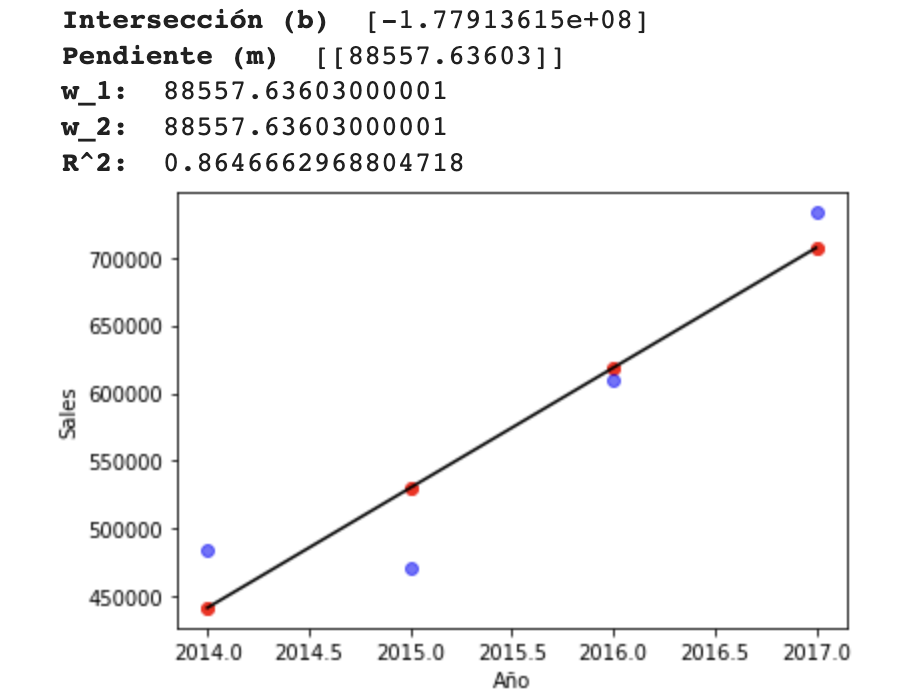 Intersección (b) [-1.77913615e+08]
Pendiente (m) [[88557.63603]]
w_1: 88557.63603000001
w_2: 88557.63603000001
R^2: 0.8646662968804718
700000
650000
600000
550000
500000
450000
Sales
2014.0 2014.5 2015.0 2015.5 2016.0 2016.5 2017.0
Año